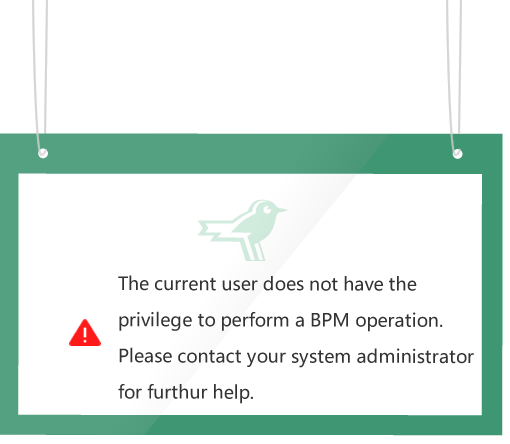 The current user does not have the
privilege to perform a BPM operation.
Please contact your system administrator
for furthur help.